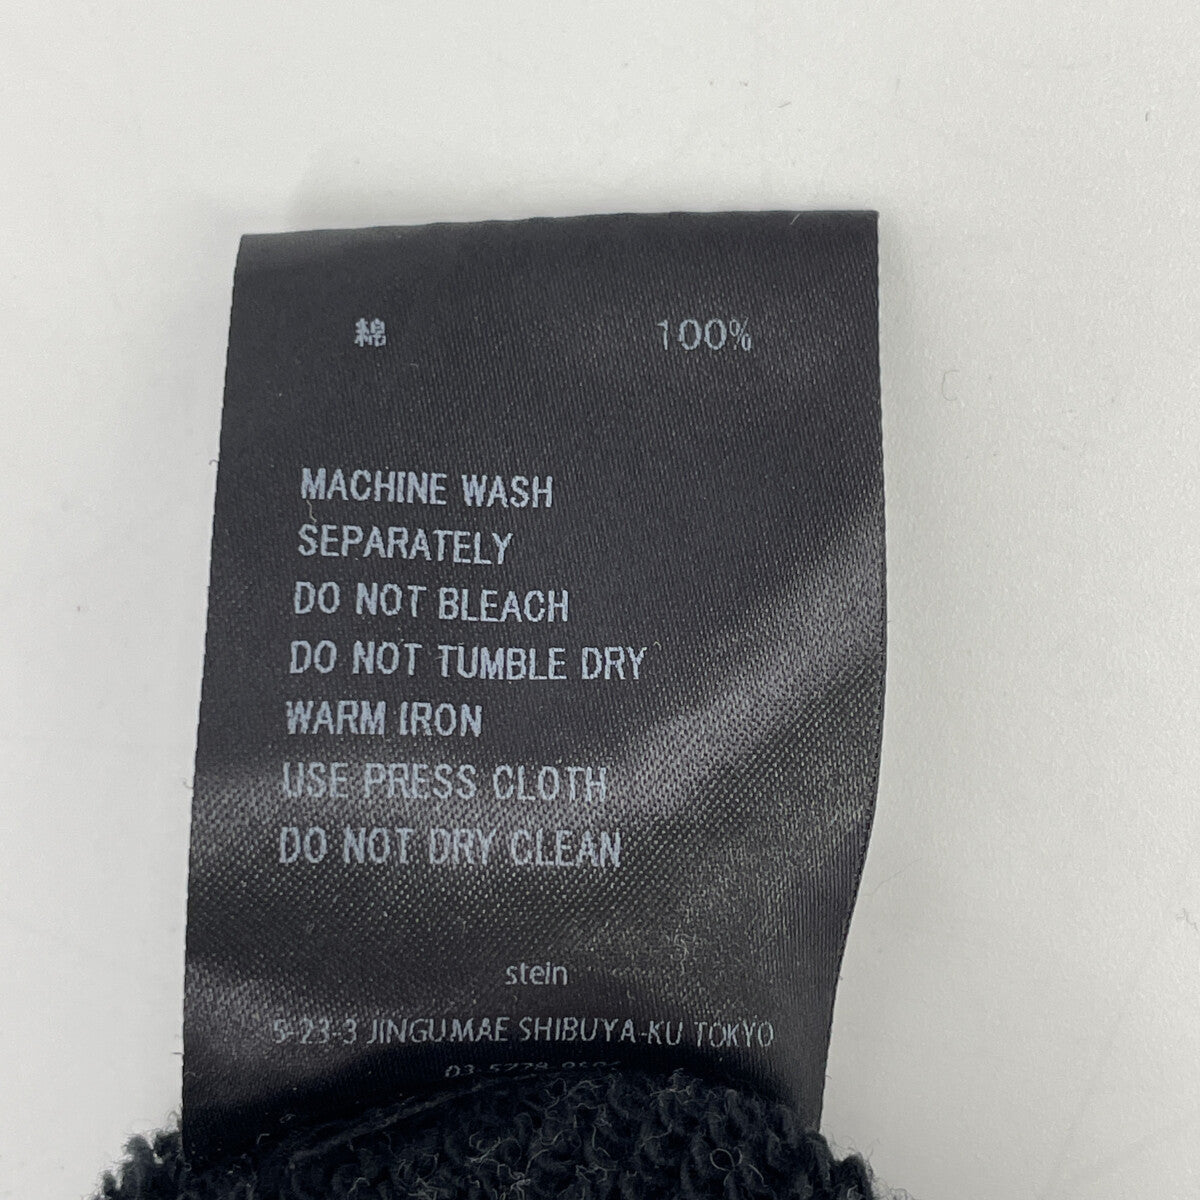 綿 100%
MACHINE WASH
SEPARATELY
DO NOT BLEACH
DO NOT TUMBLE DRY
WARM IRON
USE PRESS CLOTH
DO NOT DRY CLEAN
stein
5-23-3 JINGUMAE SHIBUYA-KU TOKYO